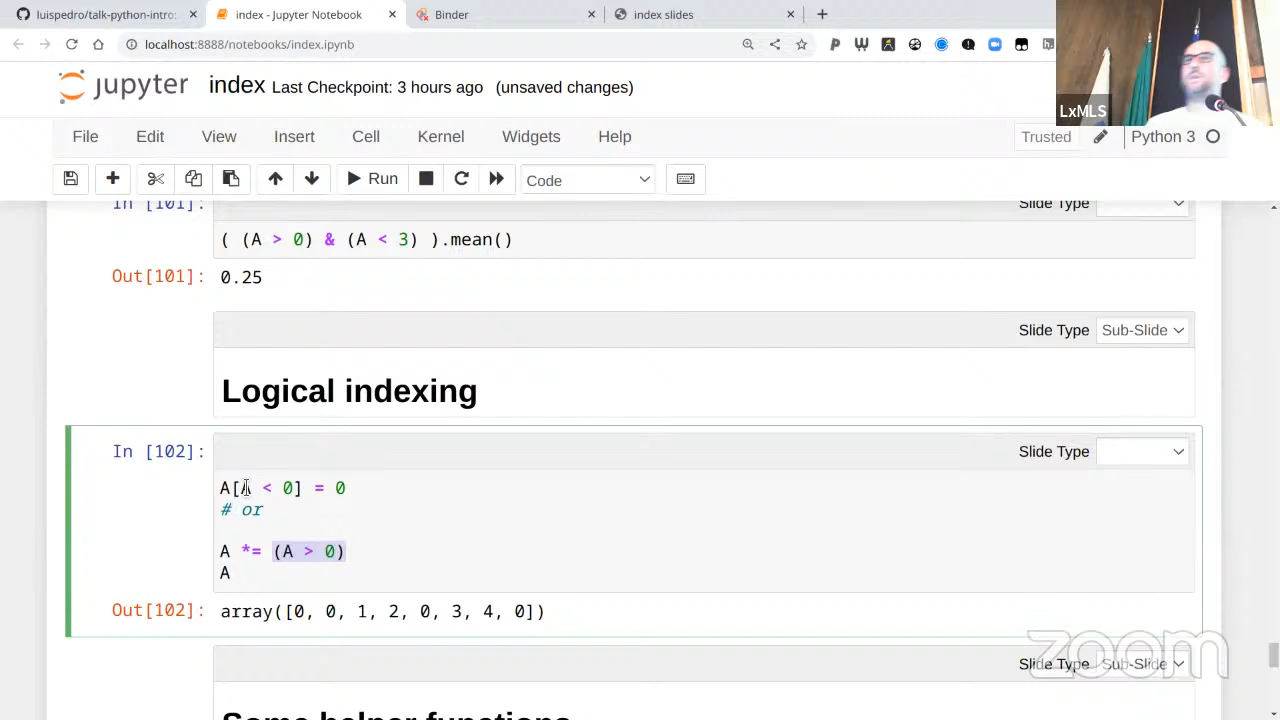 luispedro/talk-python-intro:
index - Jupyter Notebook
Binder
index slides
localhost:8888/notebooks/index.ipynb
LxMLS
jupyter index Last Checkpoint: 3 hours ago (unsaved changes)
File Edit View Insert Cell Kernel Widgets Help
Trusted Python 3
Run Code
In [101]: Slide Type
( (A > 0) & (A < 3) ).mean()
Out[101]: 0.25
Slide Type Sub-Slide
Logical indexing
In [102]: Slide Type
A[A < 0] = 0
# or
A *= (A > 0)
A
Out[102]: array([0, 0, 1, 2, 0, 3, 4, 0])
zoom
Slide Type Sub-Slide
Some helper functions